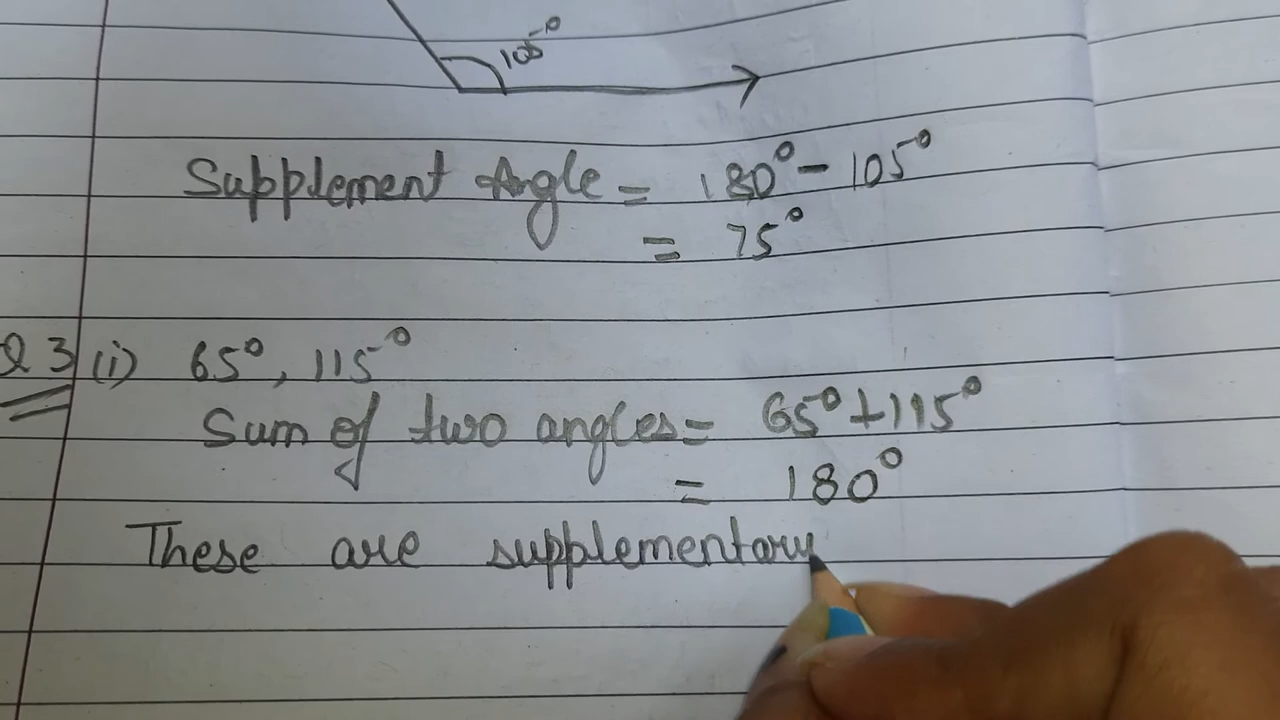 105°
Supplement Angle = 180° - 105°
= 75°
Q 3 (i) 65°, 115°
Sum of two angles = 65° + 115°
= 180°
These are supplementary